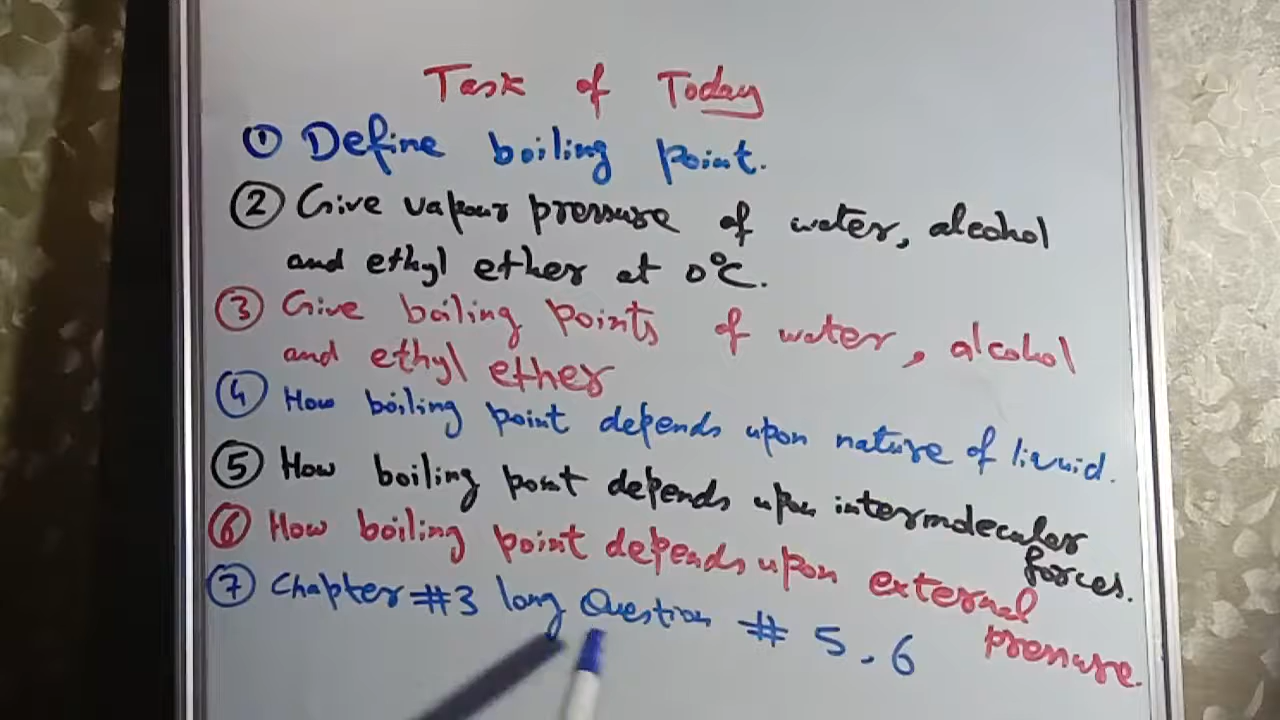 Task of Today
① Define boiling point.
② Give vapour pressure of water, alcohol
and ethyl ether at 0°C.
③ Give boiling points of water, alcohol
and ethyl ether
④ How boiling point depends upon nature of liquid.
⑤ How boiling point depends upon intermolecular
forces.
⑥ How boiling point depends upon external
pressure.
⑦ Chapter #3 long Question # 5, 6